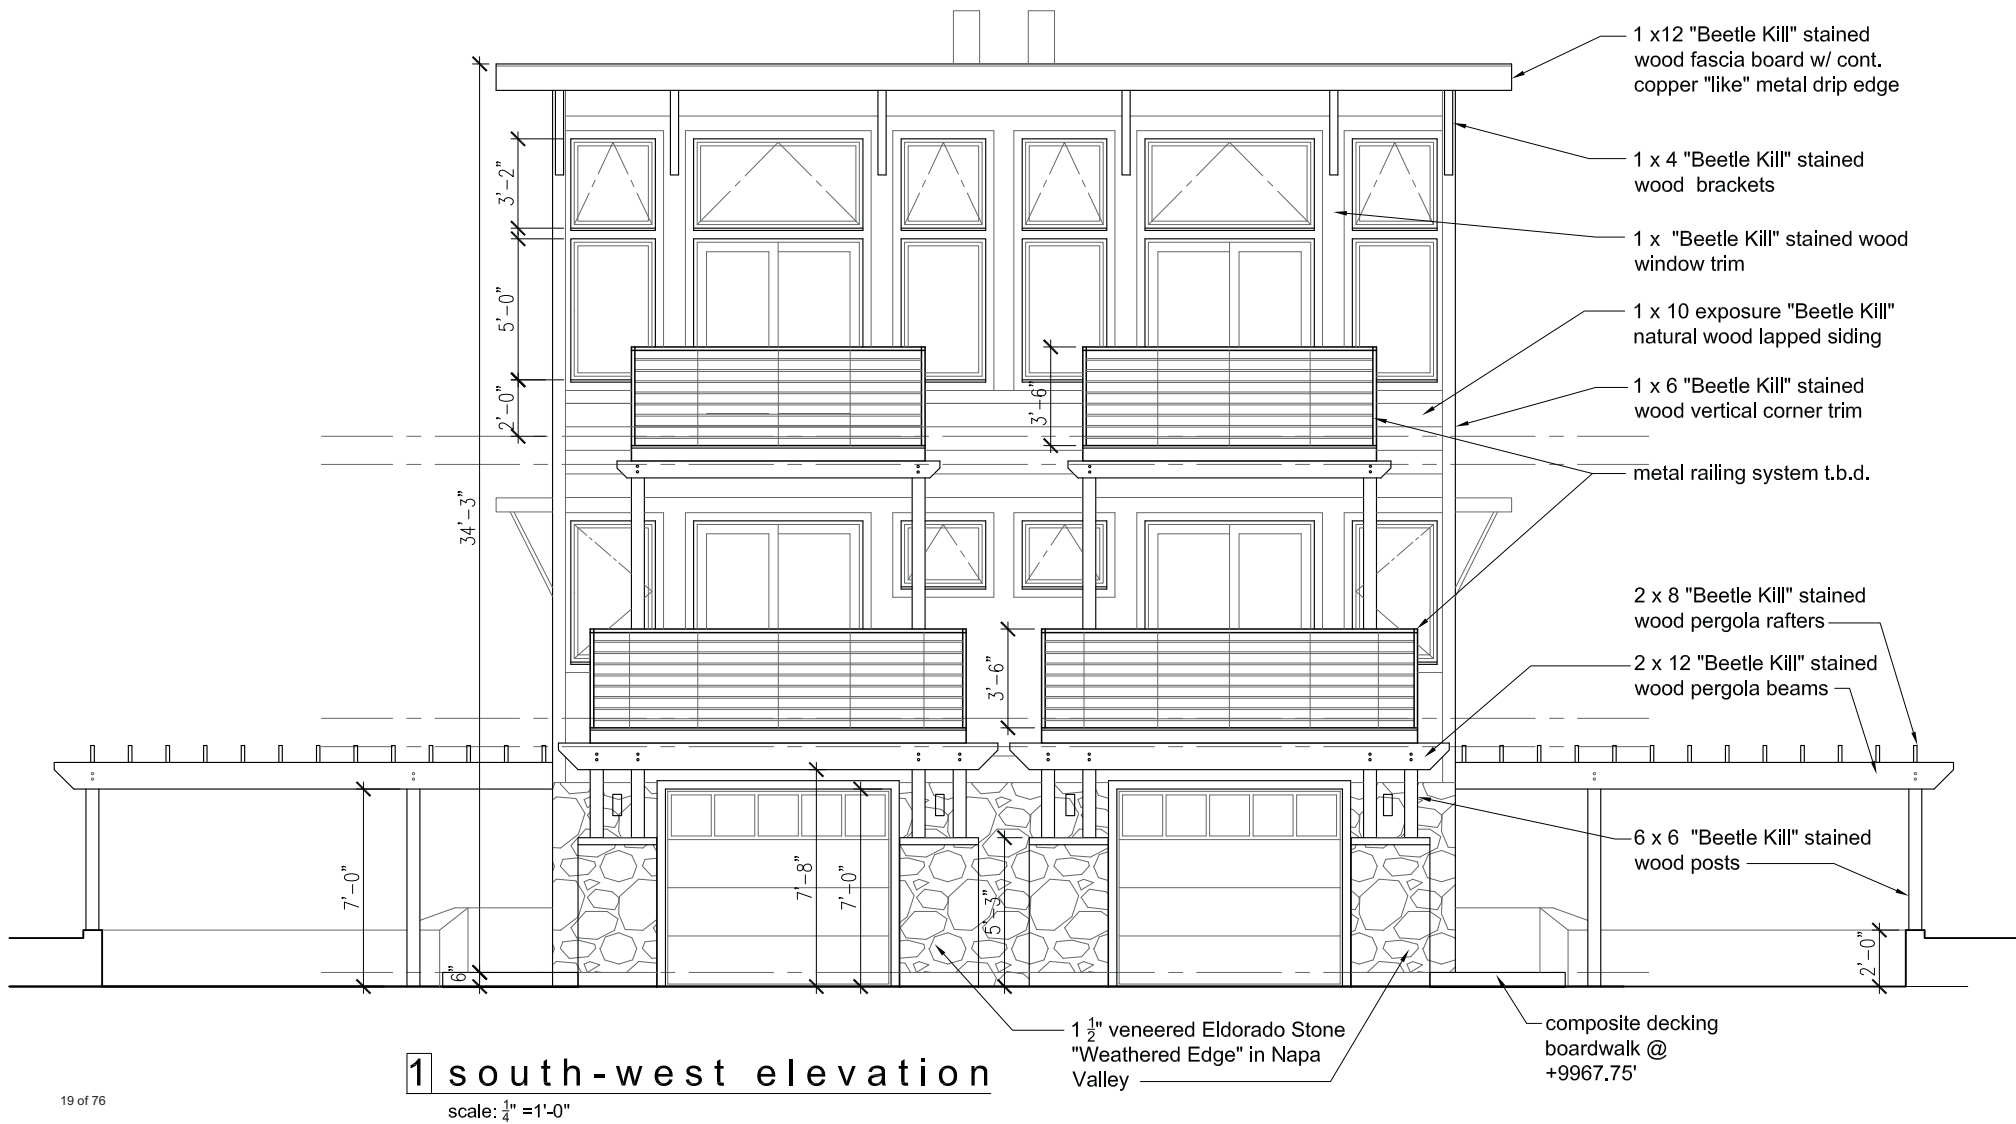 1 x12 "Beetle Kill" stained
wood fascia board w/ cont.
copper "like" metal drip edge
1 x 4 "Beetle Kill" stained
wood brackets
1 x "Beetle Kill" stained wood
window trim
1 x 10 exposure "Beetle Kill"
natural wood lapped siding
1 x 6 "Beetle Kill" stained
wood vertical corner trim
metal railing system t.b.d.
2 x 8 "Beetle Kill" stained
wood pergola rafters
2 x 12 "Beetle Kill" stained
wood pergola beams
6 x 6 "Beetle Kill" stained
wood posts
3'-2"
5'-0"
2'-0"
3'-6"
34'-3"
3'-6"
7'-0"
7'-8"
7'-0"
5'-3"
2'-0"
6"
1 1/2" veneered Eldorado Stone
"Weathered Edge" in Napa
Valley
composite decking
boardwalk @
+9967.75'
1 south-west elevation
scale: 1/4" =1'-0"
19 of 76